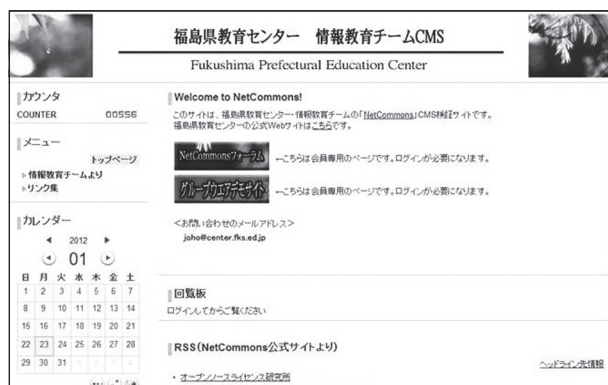 福島県教育センター 情報教育チームCMS
Fukushima Prefectural Education Center
カウンタ
COUNTER 00556
メニュー
トップページ
情報教育チームより
リンク集
カレンダー
2012
01
日 月 火 水 木 金 土
1 2 3 4 5 6 7
8 9 10 11 12 13 14
15 16 17 18 19 20 21
22 23 24 25 26 27 28
29 30 31 1 2 3 4
Welcome to NetCommons!
このサイトは、福島県教育センター・情報教育チームの「NetCommons」CMS検証サイトです。
福島県教育センターの公式Webサイトはこちらです。
NetCommonsフォーラム ←こちらは会員専用のページです。ログインが必要になります。
グループウエアデモサイト ←こちらは会員専用のページです。ログインが必要になります。
＜お問い合わせのメールアドレス＞
joho@center.fks.ed.jp
回覧板
ログインしてからご覧ください
RSS（NetCommons公式サイトより）
ヘッドライン先情報
・オープンソースライセンス研究所